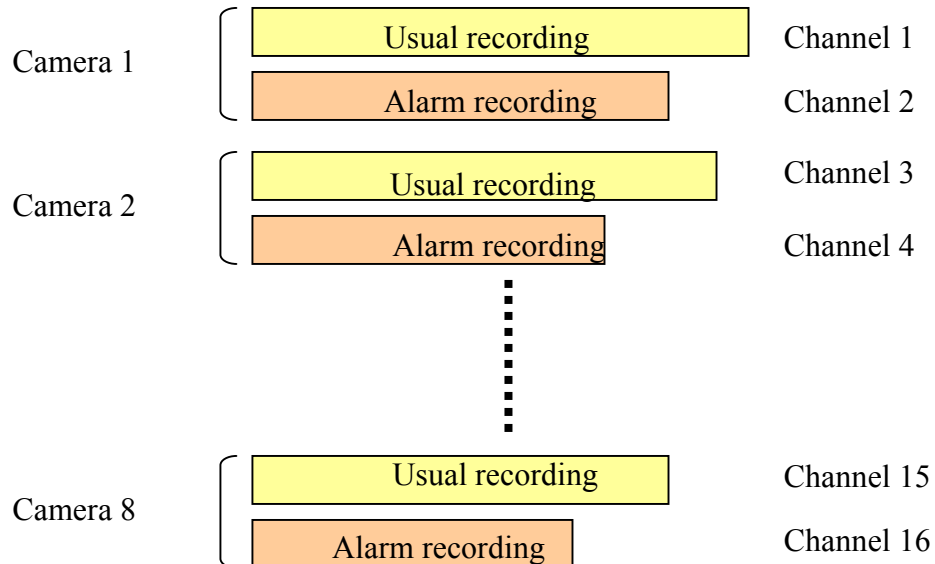 Usual recording
Channel 1
Camera 1
Alarm recording
Channel 2
Usual recording
Channel 3
Camera 2
Alarm recording
Channel 4
Usual recording
Channel 15
Camera 8
Alarm recording
Channel 16